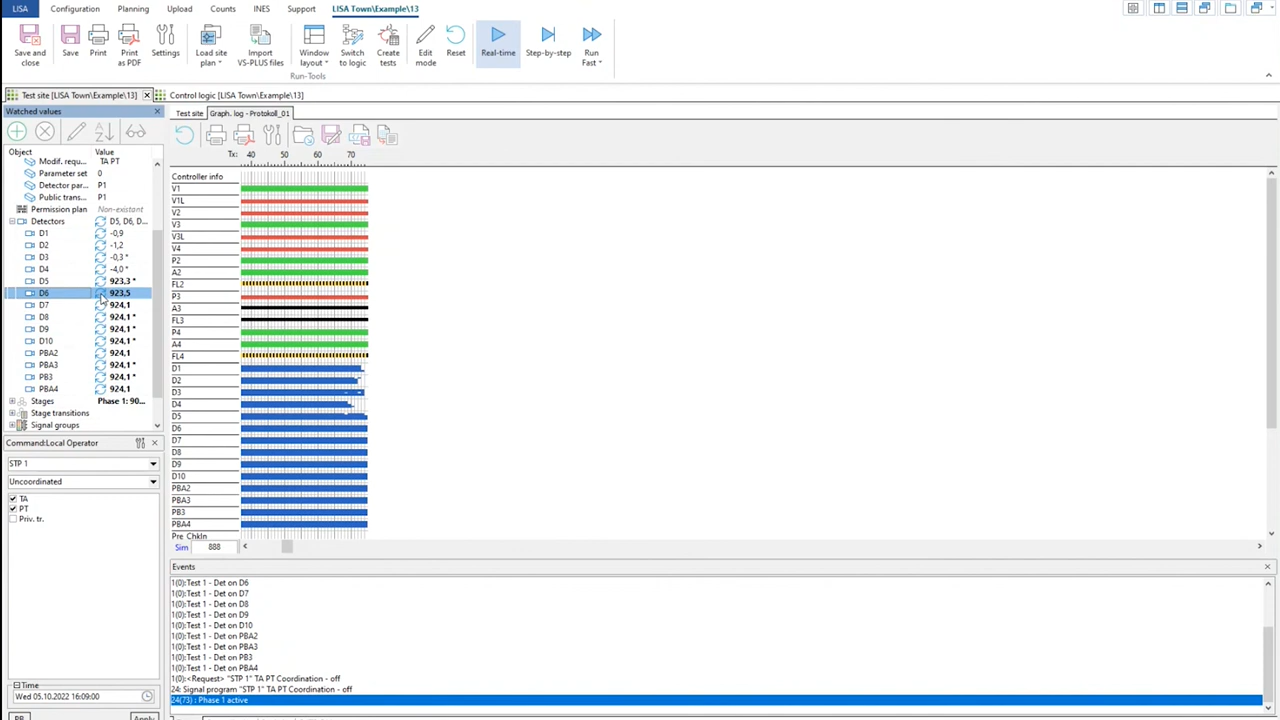 LISA Configuration Planning Upload Counts INES Support LISA Town\Example\13
Save and close
Save
Print
Print as PDF
Settings
Load site plan
Import VS-PLUS files
Window layout
Switch to logic
Create tests
Edit mode
Reset
Real-time
Step-by-step
Run Fast
Run-Tools
Test site [LISA Town\Example\13]
Control logic [LISA Town\Example\13]
Watched values
Test site
Graph. log - Protokoll_01
Object Value
Modif. requ... TA PT
Parameter set 0
Detector par... P1
Public trans... P1
Permission plan Non-existant
Detectors D5, D6, D...
D1 -0,9
D2 -1,2
D3 -0,3 *
D4 -4,0 *
D5 923,3 *
D6 923,5
D7 924,1
D8 924,1 *
D9 924,1 *
D10 924,1 *
PBA2 924,1
PBA3 924,1 *
PB3 924,1 *
PBA4 924,1
Stages Phase 1: 90...
Stage transitions
Signal groups
Command:Local Operator
STP 1
Uncoordinated
TA
PT
Priv. tr.
Time
Wed 05.10.2022 16:09:00
PB Apply
Tx: 40 50 60 70
Controller info
V1
V1L
V2
V3
V3L
V4
P2
A2
FL2
P3
A3
FL3
P4
A4
FL4
D1
D2
D3
D4
D5
D6
D7
D8
D9
D10
PBA2
PBA3
PB3
PBA4
Pre ChkIn
Sim 888
Events
1(0):Test 1 - Det on D6
1(0):Test 1 - Det on D7
1(0):Test 1 - Det on D8
1(0):Test 1 - Det on D9
1(0):Test 1 - Det on D10
1(0):Test 1 - Det on PBA2
1(0):Test 1 - Det on PBA3
1(0):Test 1 - Det on PB3
1(0):Test 1 - Det on PBA4
1(0):<Request> "STP 1" TA PT Coordination - off
24: Signal program "STP 1" TA PT Coordination - off
24(73) : Phase 1 active